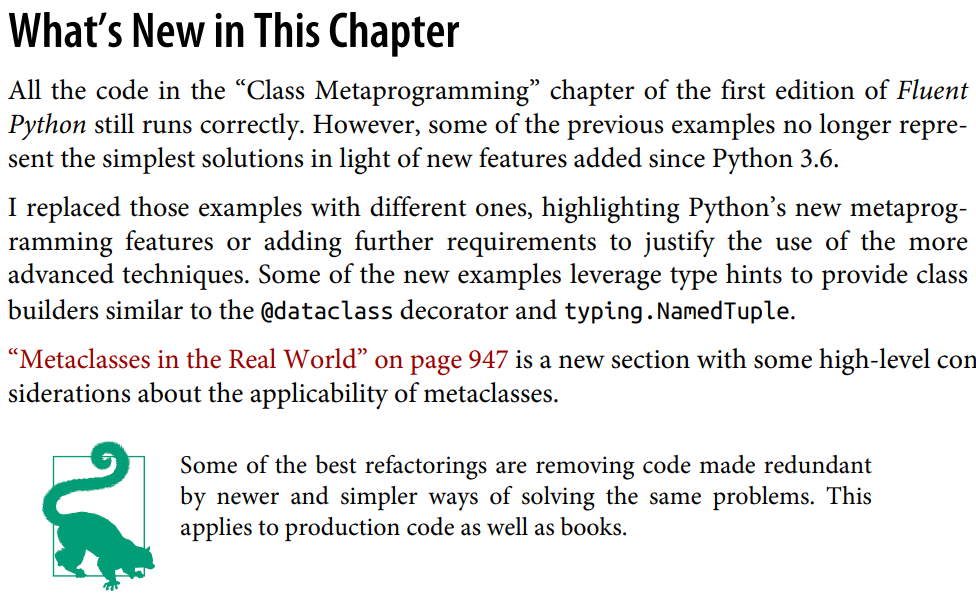 What’s New in This Chapter
All the code in the “Class Metaprogramming” chapter of the first edition of Fluent
Python still runs correctly. However, some of the previous examples no longer repre-
sent the simplest solutions in light of new features added since Python 3.6.
I replaced those examples with different ones, highlighting Python’s new metaprog-
ramming features or adding further requirements to justify the use of the more
advanced techniques. Some of the new examples leverage type hints to provide class
builders similar to the @dataclass decorator and typing.NamedTuple.
“Metaclasses in the Real World” on page 947 is a new section with some high-level con
siderations about the applicability of metaclasses.
Some of the best refactorings are removing code made redundant
by newer and simpler ways of solving the same problems. This
applies to production code as well as books.